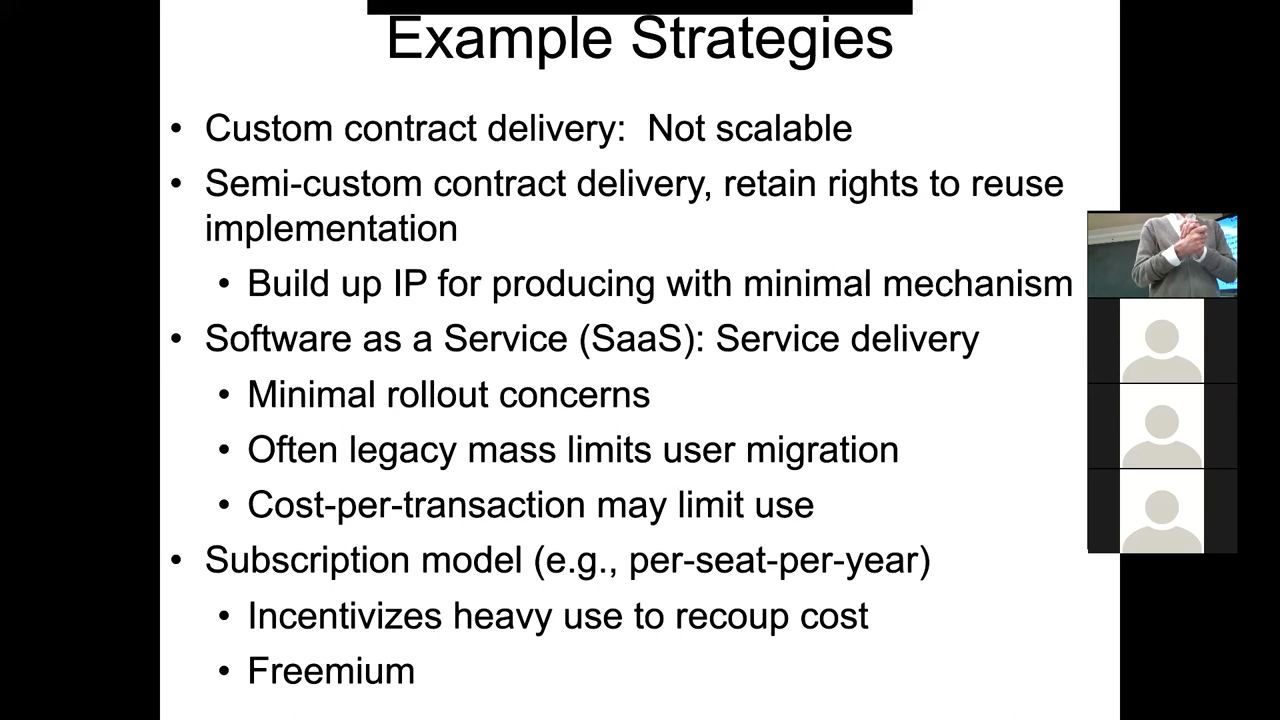 Example Strategies
• Custom contract delivery:  Not scalable
• Semi-custom contract delivery, retain rights to reuse
implementation
• Build up IP for producing with minimal mechanism
• Software as a Service (SaaS): Service delivery
• Minimal rollout concerns
• Often legacy mass limits user migration
• Cost-per-transaction may limit use
• Subscription model (e.g., per-seat-per-year)
• Incentivizes heavy use to recoup cost
• Freemium